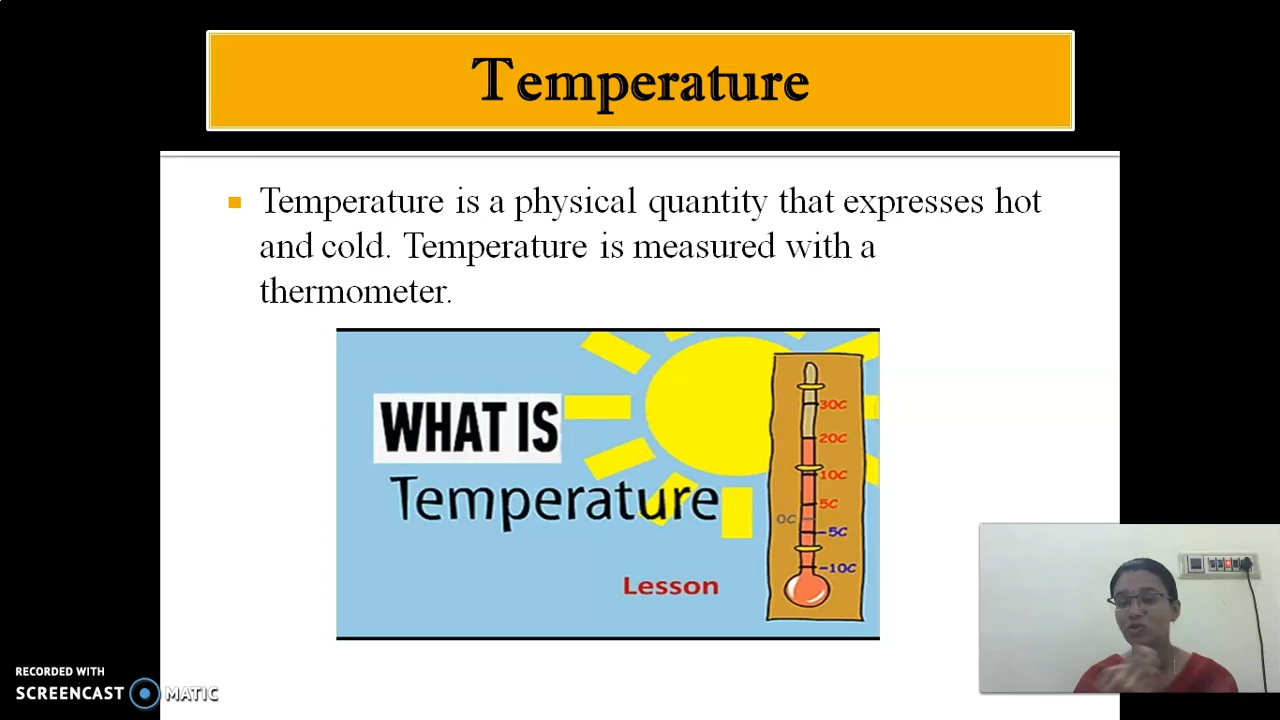 Temperature
Temperature is a physical quantity that expresses hot
and cold. Temperature is measured with a
thermometer.
WHAT IS
Temperature
Lesson
30C
20C
10C
5C
0C
-5C
-10C
RECORDED WITH
SCREENCAST MATIC